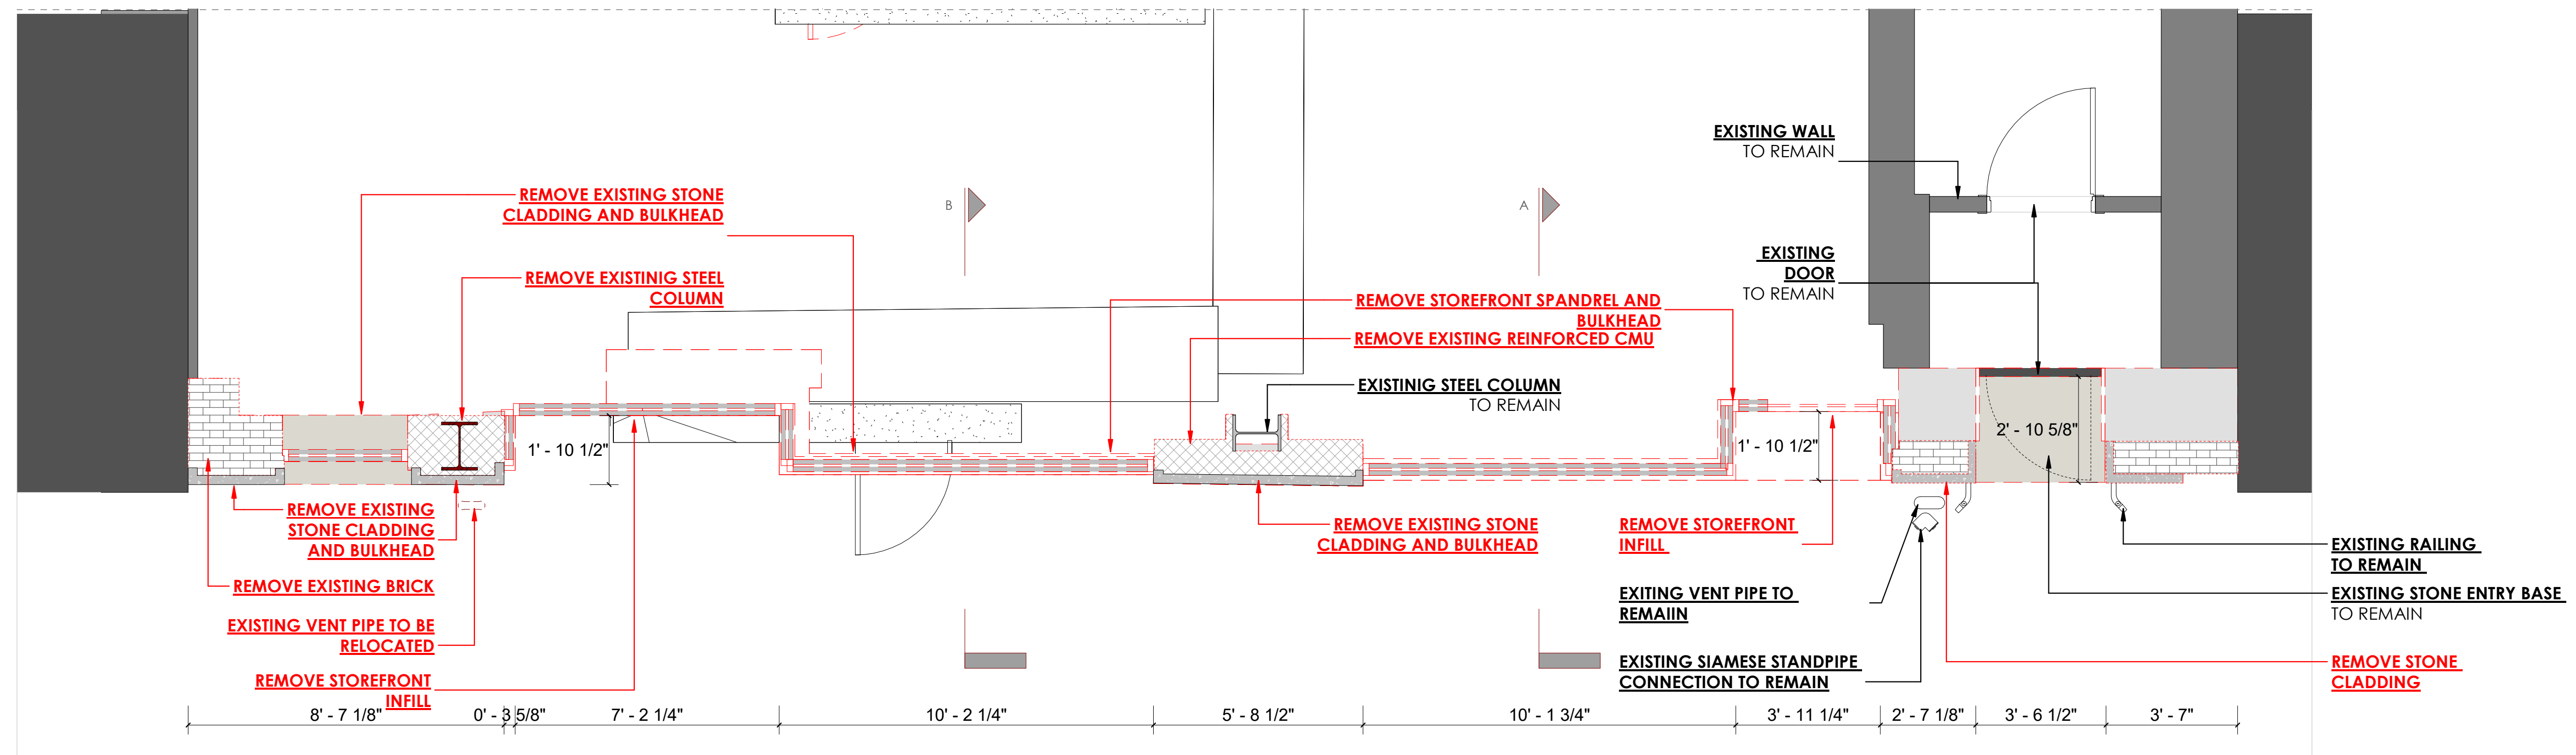 EXISTING WALL
TO REMAIN
REMOVE EXISTING STONE
CLADDING AND BULKHEAD
B
A
EXISTING
DOOR
TO REMAIN
REMOVE EXISTINIG STEEL
COLUMN
REMOVE STOREFRONT SPANDREL AND
BULKHEAD
REMOVE EXISTING REINFORCED CMU
EXISTINIG STEEL COLUMN
TO REMAIN
1' - 10 1/2"
1' - 10 1/2"
2' - 10 5/8"
REMOVE EXISTING
STONE CLADDING
AND BULKHEAD
REMOVE EXISTING STONE
CLADDING AND BULKHEAD
REMOVE STOREFRONT
INFILL
EXISTING RAILING
TO REMAIN
REMOVE EXISTING BRICK
EXITING VENT PIPE TO
REMAIIN
EXISTING STONE ENTRY BASE
TO REMAIN
EXISTING VENT PIPE TO BE
RELOCATED
EXISTING SIAMESE STANDPIPE
CONNECTION TO REMAIN
REMOVE STONE
CLADDING
REMOVE STOREFRONT
INFILL
8' - 7 1/8" 0' - 3 5/8" 7' - 2 1/4" 10' - 2 1/4" 5' - 8 1/2" 10' - 1 3/4" 3' - 11 1/4" 2' - 7 1/8" 3' - 6 1/2" 3' - 7"